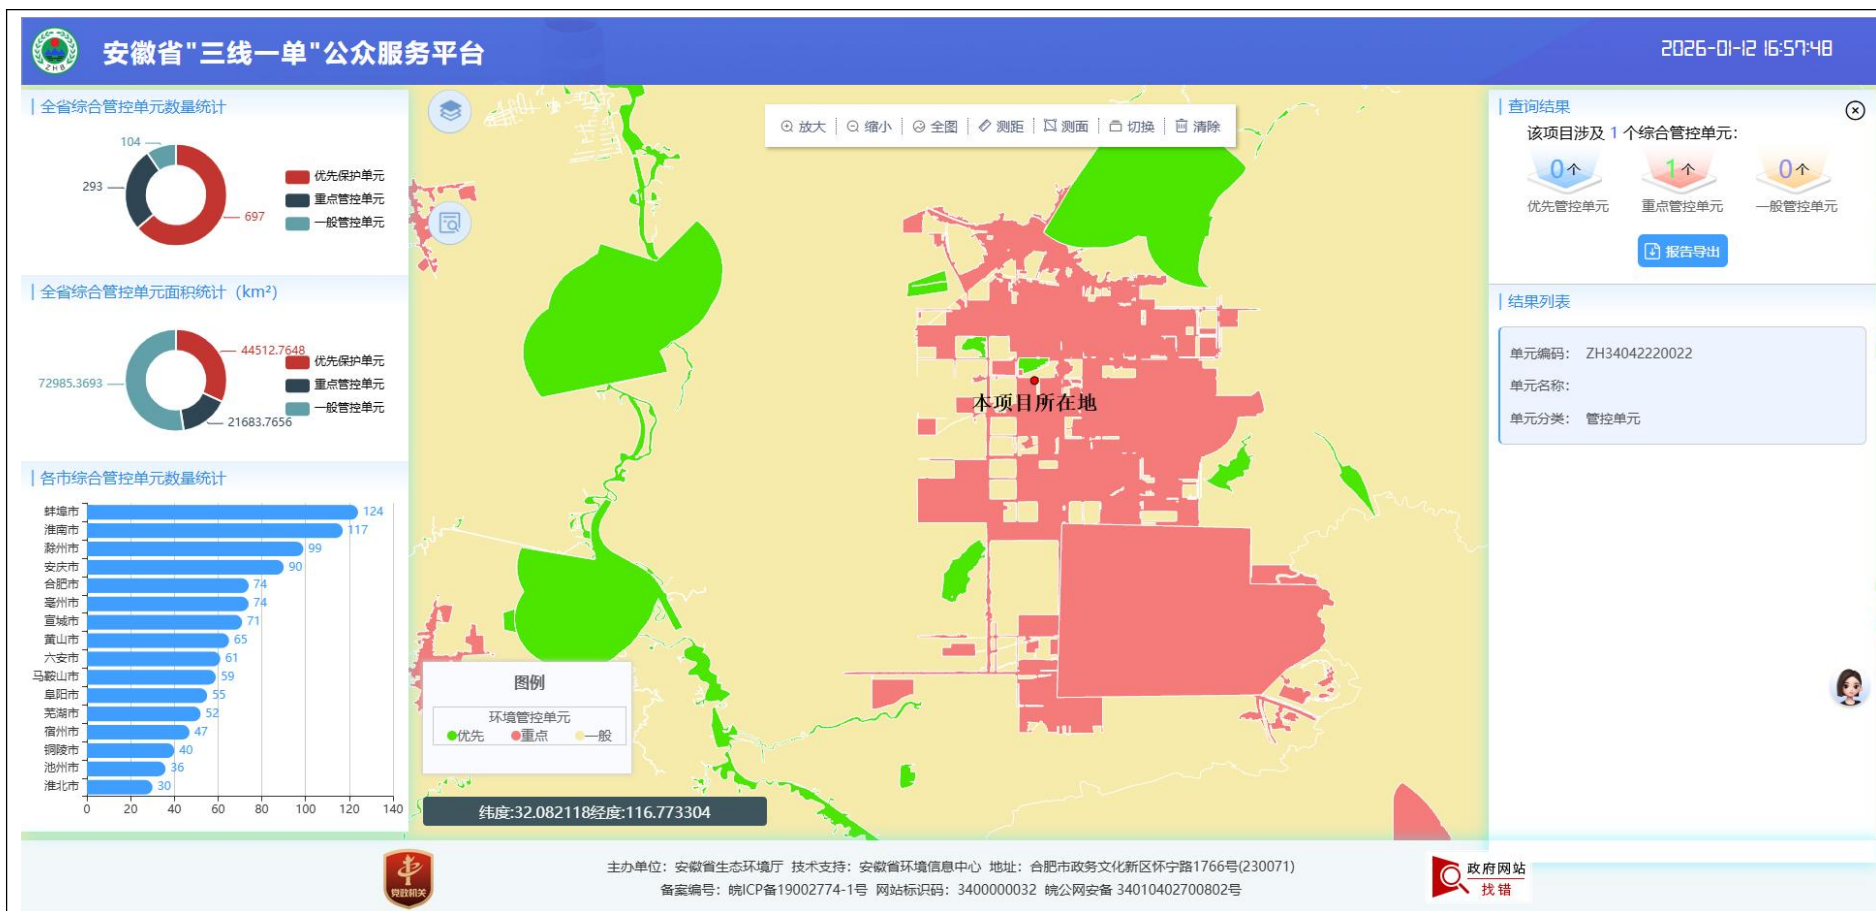 安徽省"三线一单"公众服务平台
2026-01-12 16:57:48
全省综合管控单元数量统计
104
293
697
优先保护单元
重点管控单元
一般管控单元
全省综合管控单元面积统计（km²）
44512.7648
72985.3693
21683.7656
优先保护单元
重点管控单元
一般管控单元
各市综合管控单元数量统计
蚌埠市 124
淮南市 117
滁州市 99
安庆市 90
合肥市 74
亳州市 74
宣城市 71
黄山市 65
六安市 61
马鞍山市 59
阜阳市 55
芜湖市 52
宿州市 47
铜陵市 40
池州市 36
淮北市 30
0 20 40 60 80 100 120 140
放大 缩小 全图 测距 测面 切换 清除
本项目所在地
图例
环境管控单元
优先 重点 一般
纬度:32.082118经度:116.773304
查询结果
该项目涉及 1 个综合管控单元：
0个 1个 0个
优先管控单元 重点管控单元 一般管控单元
报告导出
结果列表
单元编码： ZH34042220022
单元名称：
单元分类： 管控单元
ZHB
党政机关
主办单位：安徽省生态环境厅 技术支持：安徽省环境信息中心 地址：合肥市政务文化新区怀宁路1766号(230071)
备案编号：皖ICP备19002774-1号 网站标识码：3400000032 皖公网安备 34010402700802号
政府网站
找错